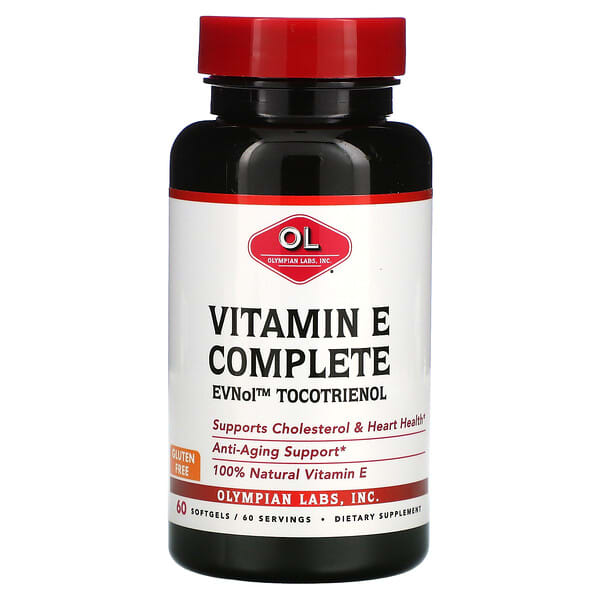 OL
OLYMPIAN LABS, INC.
®
VITAMIN E
COMPLETE
EVNol™ TOCOTRIENOL
Supports Cholesterol & Heart Health*
Anti-Aging Support*
100% Natural Vitamin E
GLUTEN
FREE
OLYMPIAN LABS, INC.
60 SOFTGELS / 60 SERVINGS • DIETARY SUPPLEMENT